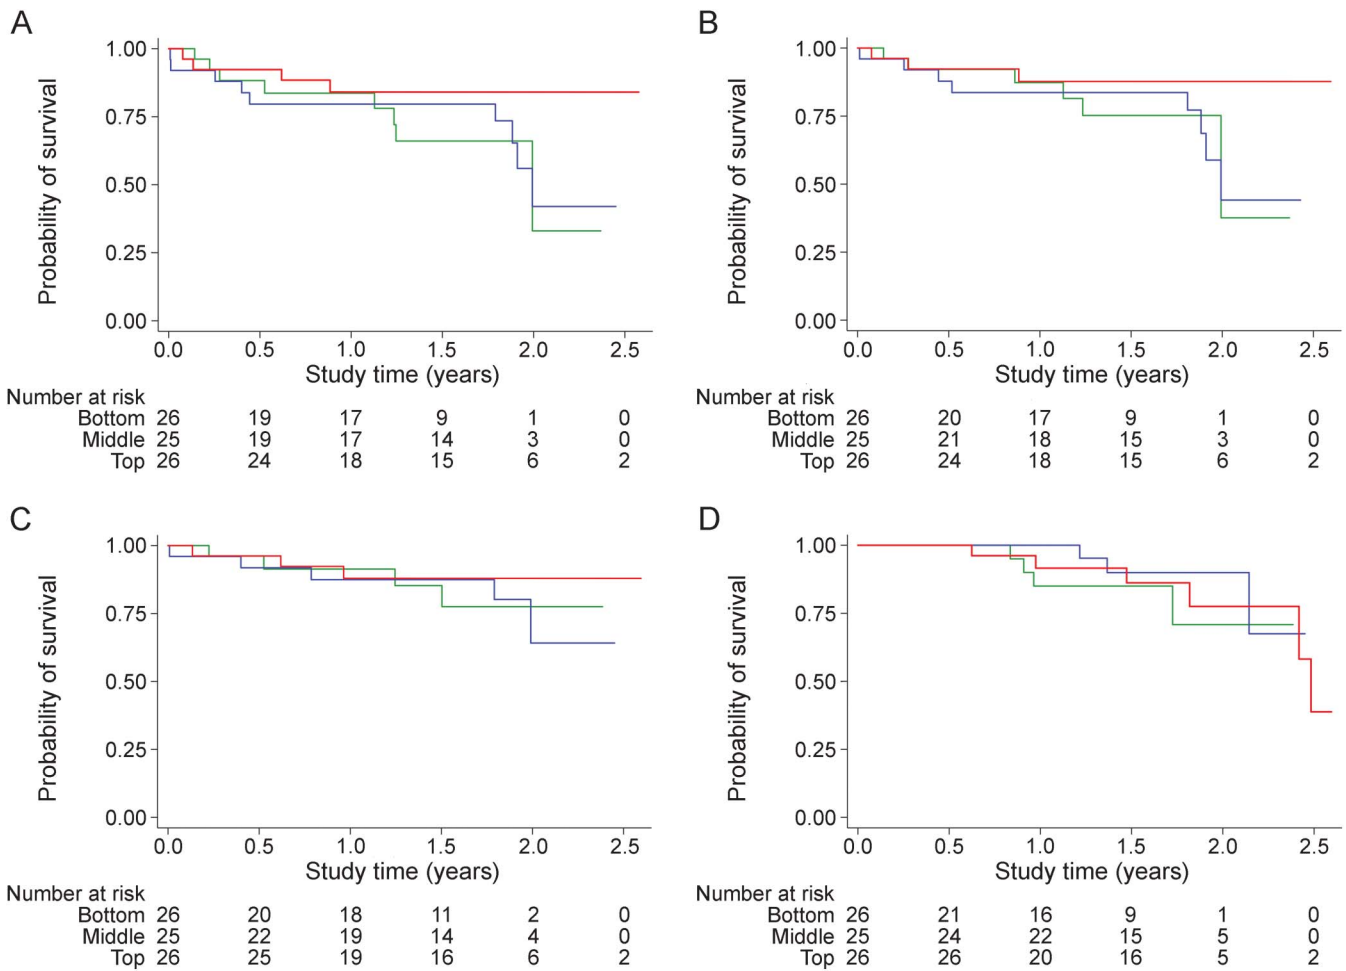 A
Probability of survival
1.00
0.75
0.50
0.25
0.00
0.0 0.5 1.0 1.5 2.0 2.5
Study time (years)
Number at risk
Bottom 26 19 17 9 1 0
Middle 25 19 17 14 3 0
Top 26 24 18 15 6 2
B
Probability of survival
1.00
0.75
0.50
0.25
0.00
0.0 0.5 1.0 1.5 2.0 2.5
Study time (years)
Number at risk
Bottom 26 20 17 9 1 0
Middle 25 21 18 15 3 0
Top 26 24 18 15 6 2
C
Probability of survival
1.00
0.75
0.50
0.25
0.00
0.0 0.5 1.0 1.5 2.0 2.5
Study time (years)
Number at risk
Bottom 26 20 18 11 2 0
Middle 25 22 19 14 4 0
Top 26 25 19 16 6 2
D
Probability of survival
1.00
0.75
0.50
0.25
0.00
0.0 0.5 1.0 1.5 2.0 2.5
Study time (years)
Number at risk
Bottom 26 21 16 9 1 0
Middle 25 24 22 15 5 0
Top 26 26 20 16 5 2